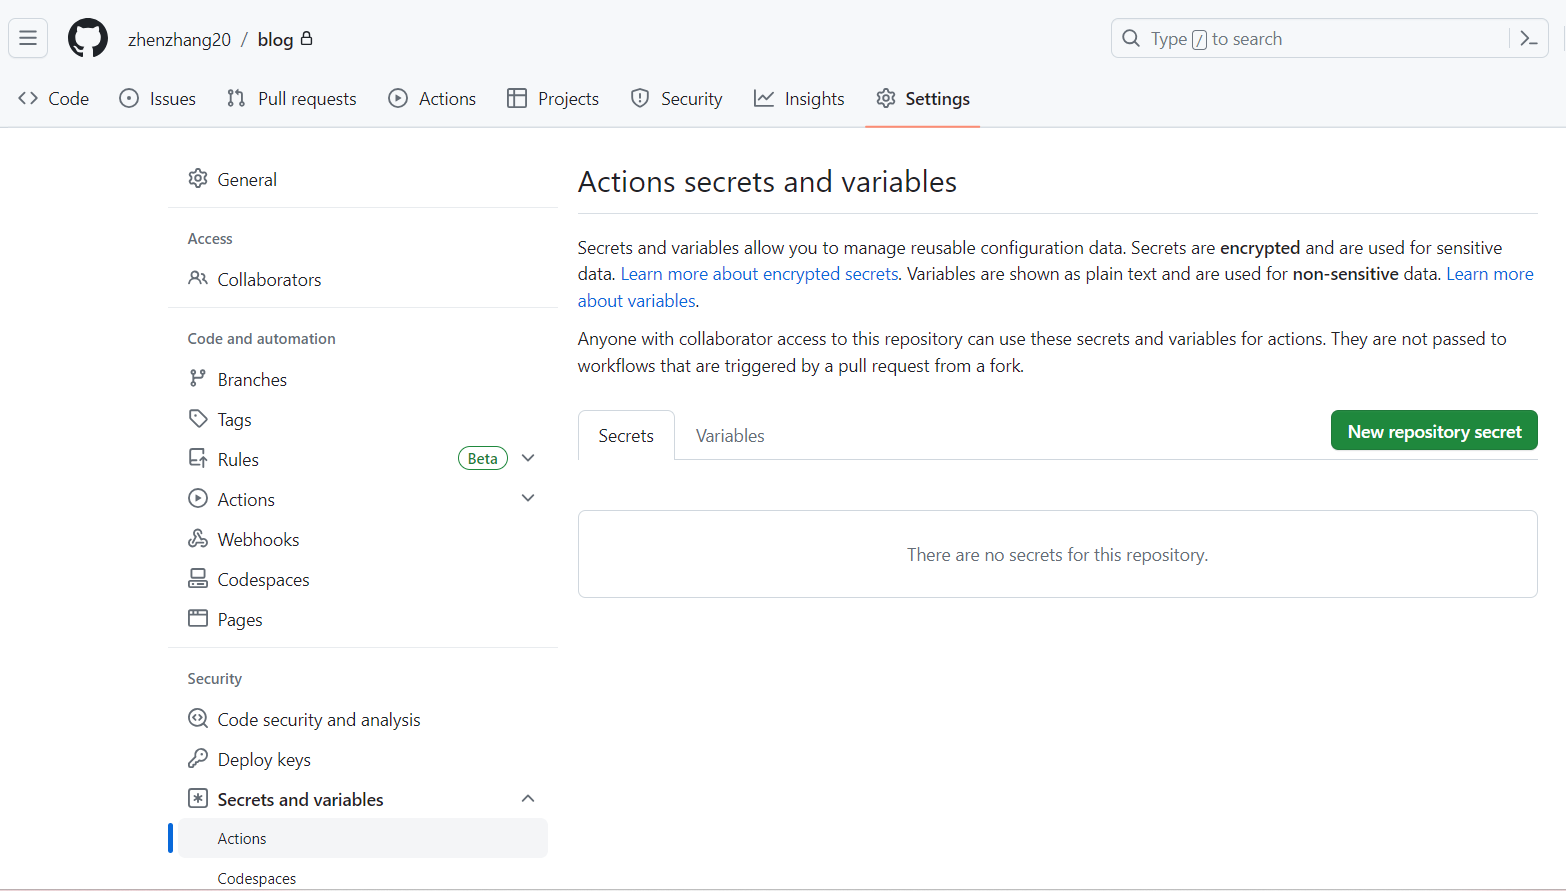 zhenzhang20 / blog
Type / to search
Code
Issues
Pull requests
Actions
Projects
Security
Insights
Settings
General
Access
Collaborators
Code and automation
Branches
Tags
Rules
Beta
Actions
Webhooks
Codespaces
Pages
Security
Code security and analysis
Deploy keys
Secrets and variables
Actions
Codespaces
Actions secrets and variables
Secrets and variables allow you to manage reusable configuration data. Secrets are encrypted and are used for sensitive
data. Learn more about encrypted secrets. Variables are shown as plain text and are used for non-sensitive data. Learn more
about variables.
Anyone with collaborator access to this repository can use these secrets and variables for actions. They are not passed to
workflows that are triggered by a pull request from a fork.
Secrets
Variables
New repository secret
There are no secrets for this repository.